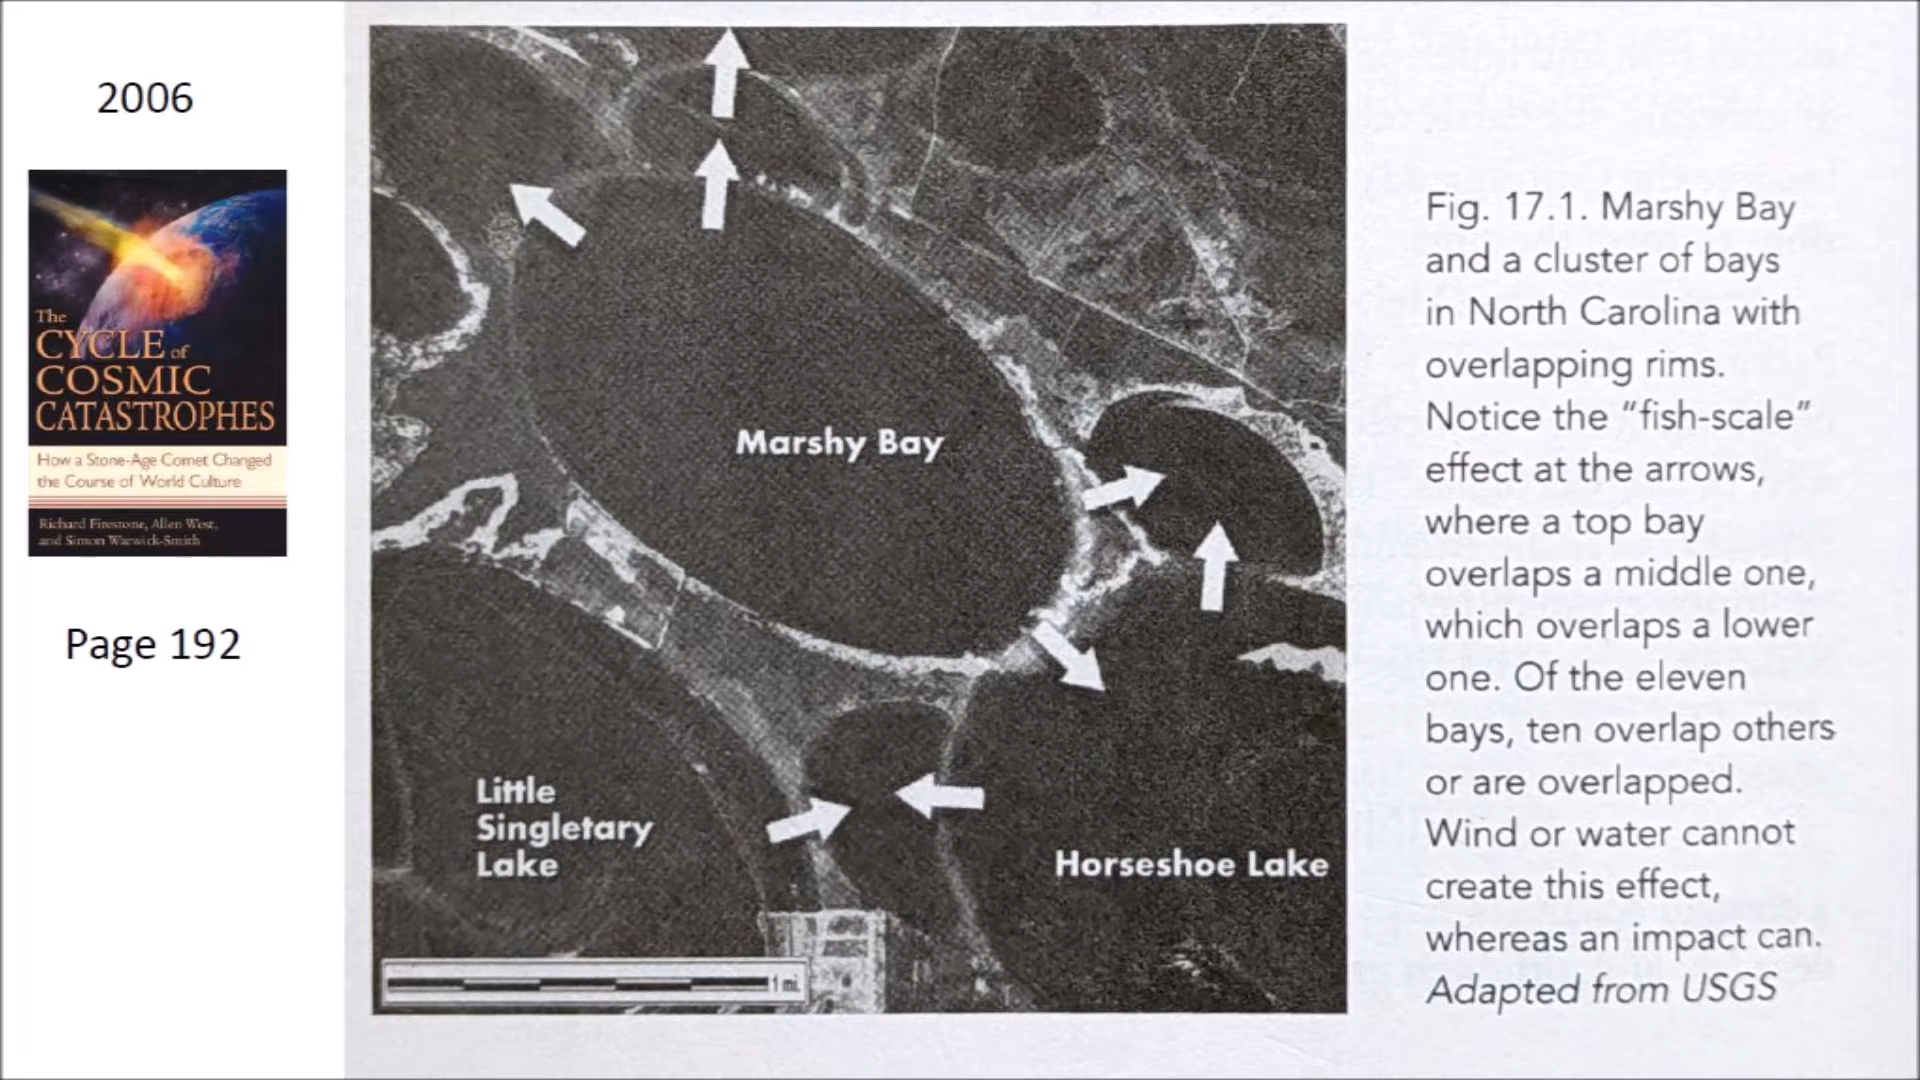 2006
The
CYCLE of
COSMIC
CATASTROPHES
How a Stone-Age Comet Changed
the Course of World Culture
Richard Firestone, Allen West,
and Simon Warwick-Smith
Page 192
Marshy Bay
Little
Singletary
Lake
Horseshoe Lake
1 mi.
Fig. 17.1. Marshy Bay
and a cluster of bays
in North Carolina with
overlapping rims.
Notice the “fish-scale”
effect at the arrows,
where a top bay
overlaps a middle one,
which overlaps a lower
one. Of the eleven
bays, ten overlap others
or are overlapped.
Wind or water cannot
create this effect,
whereas an impact can.
Adapted from USGS